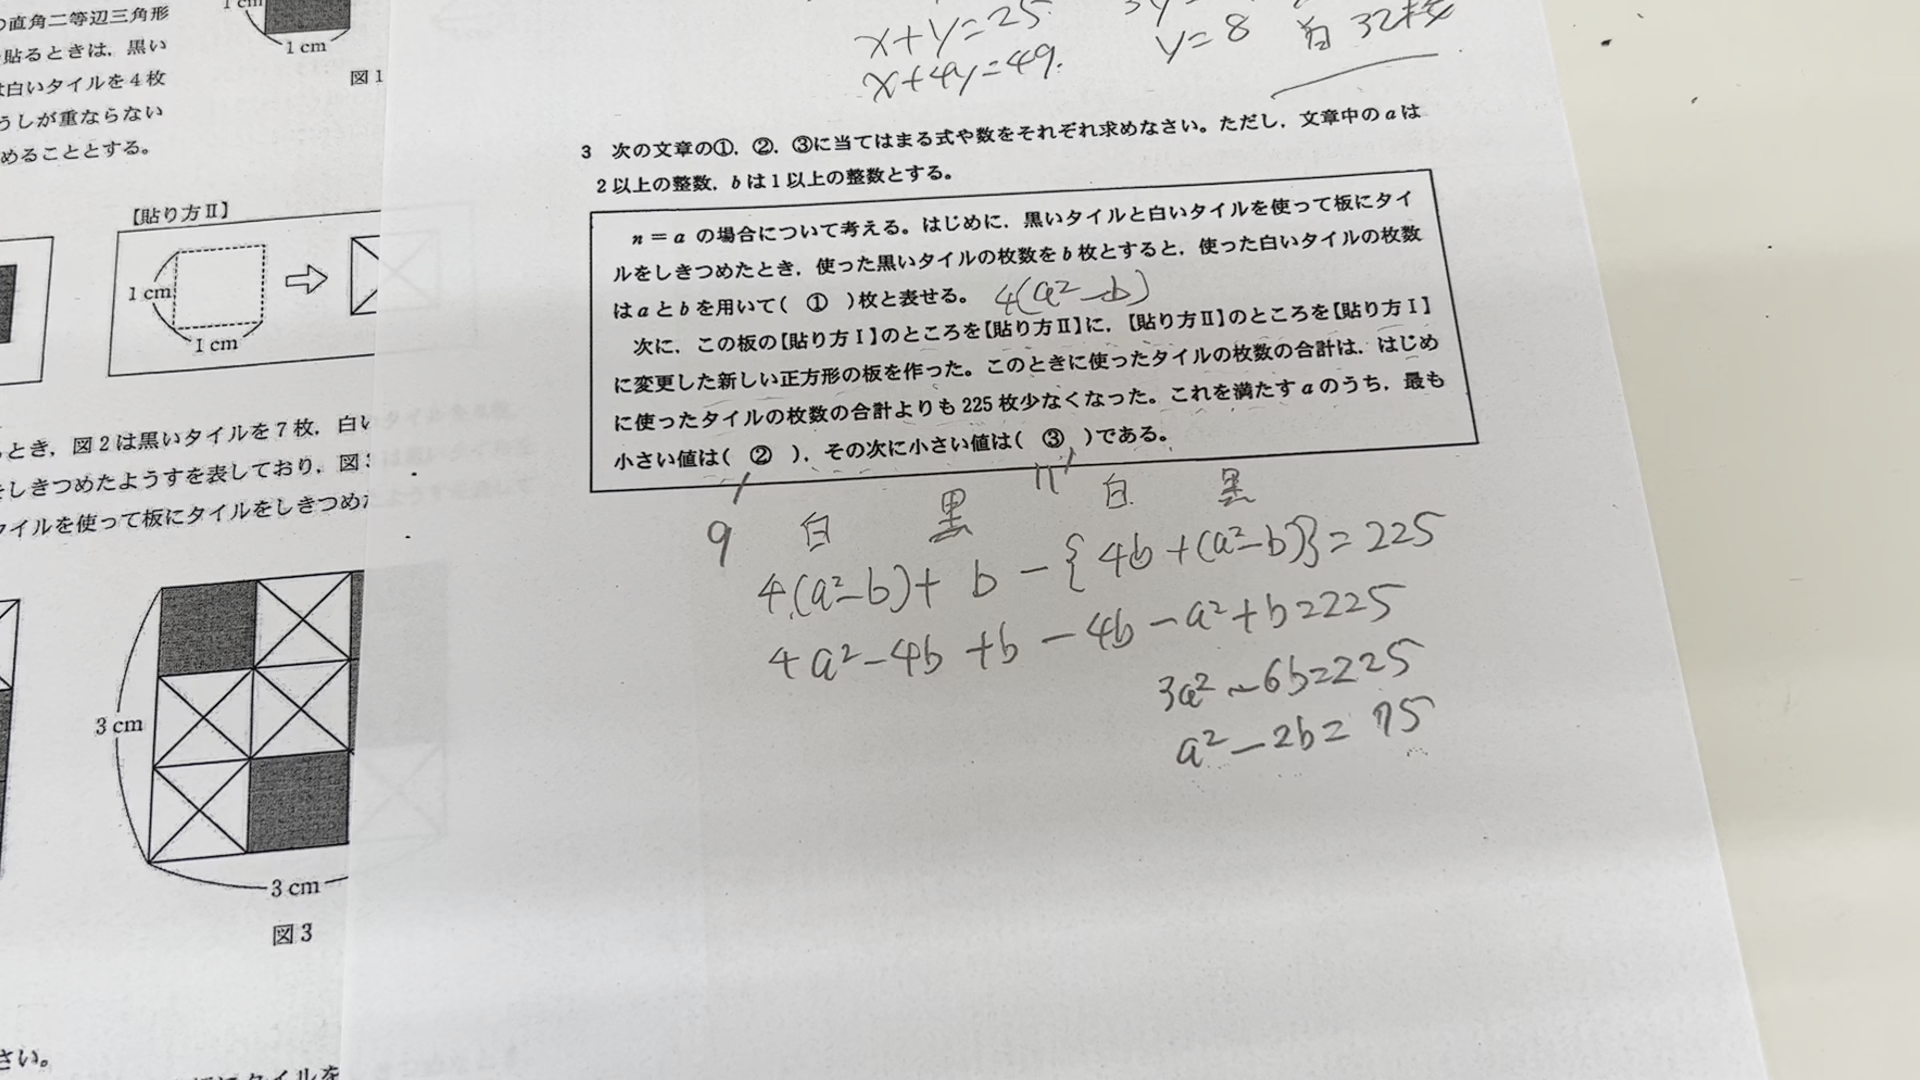 の直角二等辺三角形
貼るときは，黒い
は白いタイルを4枚
うしが重ならない
めることとする。
1 cm
1 cm
図1
【貼り方Ⅱ】
1 cm
1 cm
とき，図2は黒いタイルを7枚，白い
をしきつめたようすを表しており，図3
タイルを使って板にタイルをしきつめた
3 cm
3 cm
図3
さい。
タイルを
x+y=25
x+4y=49
y=8
白 32枚
3 次の文章の①，②，③に当てはまる式や数をそれぞれ求めなさい。ただし，文章中のaは
2以上の整数，bは1以上の整数とする。
n＝a の場合について考える。はじめに，黒いタイルと白いタイルを使って板にタイ
ルをしきつめたとき，使った黒いタイルの枚数をb枚とすると，使った白いタイルの枚数
はaとbを用いて( ① )枚と表せる。 4(a²-b)
次に，この板の【貼り方Ⅰ】のところを【貼り方Ⅱ】に，【貼り方Ⅱ】のところを【貼り方Ⅰ】
に変更した新しい正方形の板を作った。このときに使ったタイルの枚数の合計は，はじめ
に使ったタイルの枚数の合計よりも225枚少なくなった。これを満たすaのうち，最も
小さい値は( ② )，その次に小さい値は( ③ )である。
9 11
白 黒 白 黒
4(a²-b)+b-{4b+(a²-b)}=225
4a²-4b+b-4b-a²+b=225
3a²-6b=225
a²-2b=75